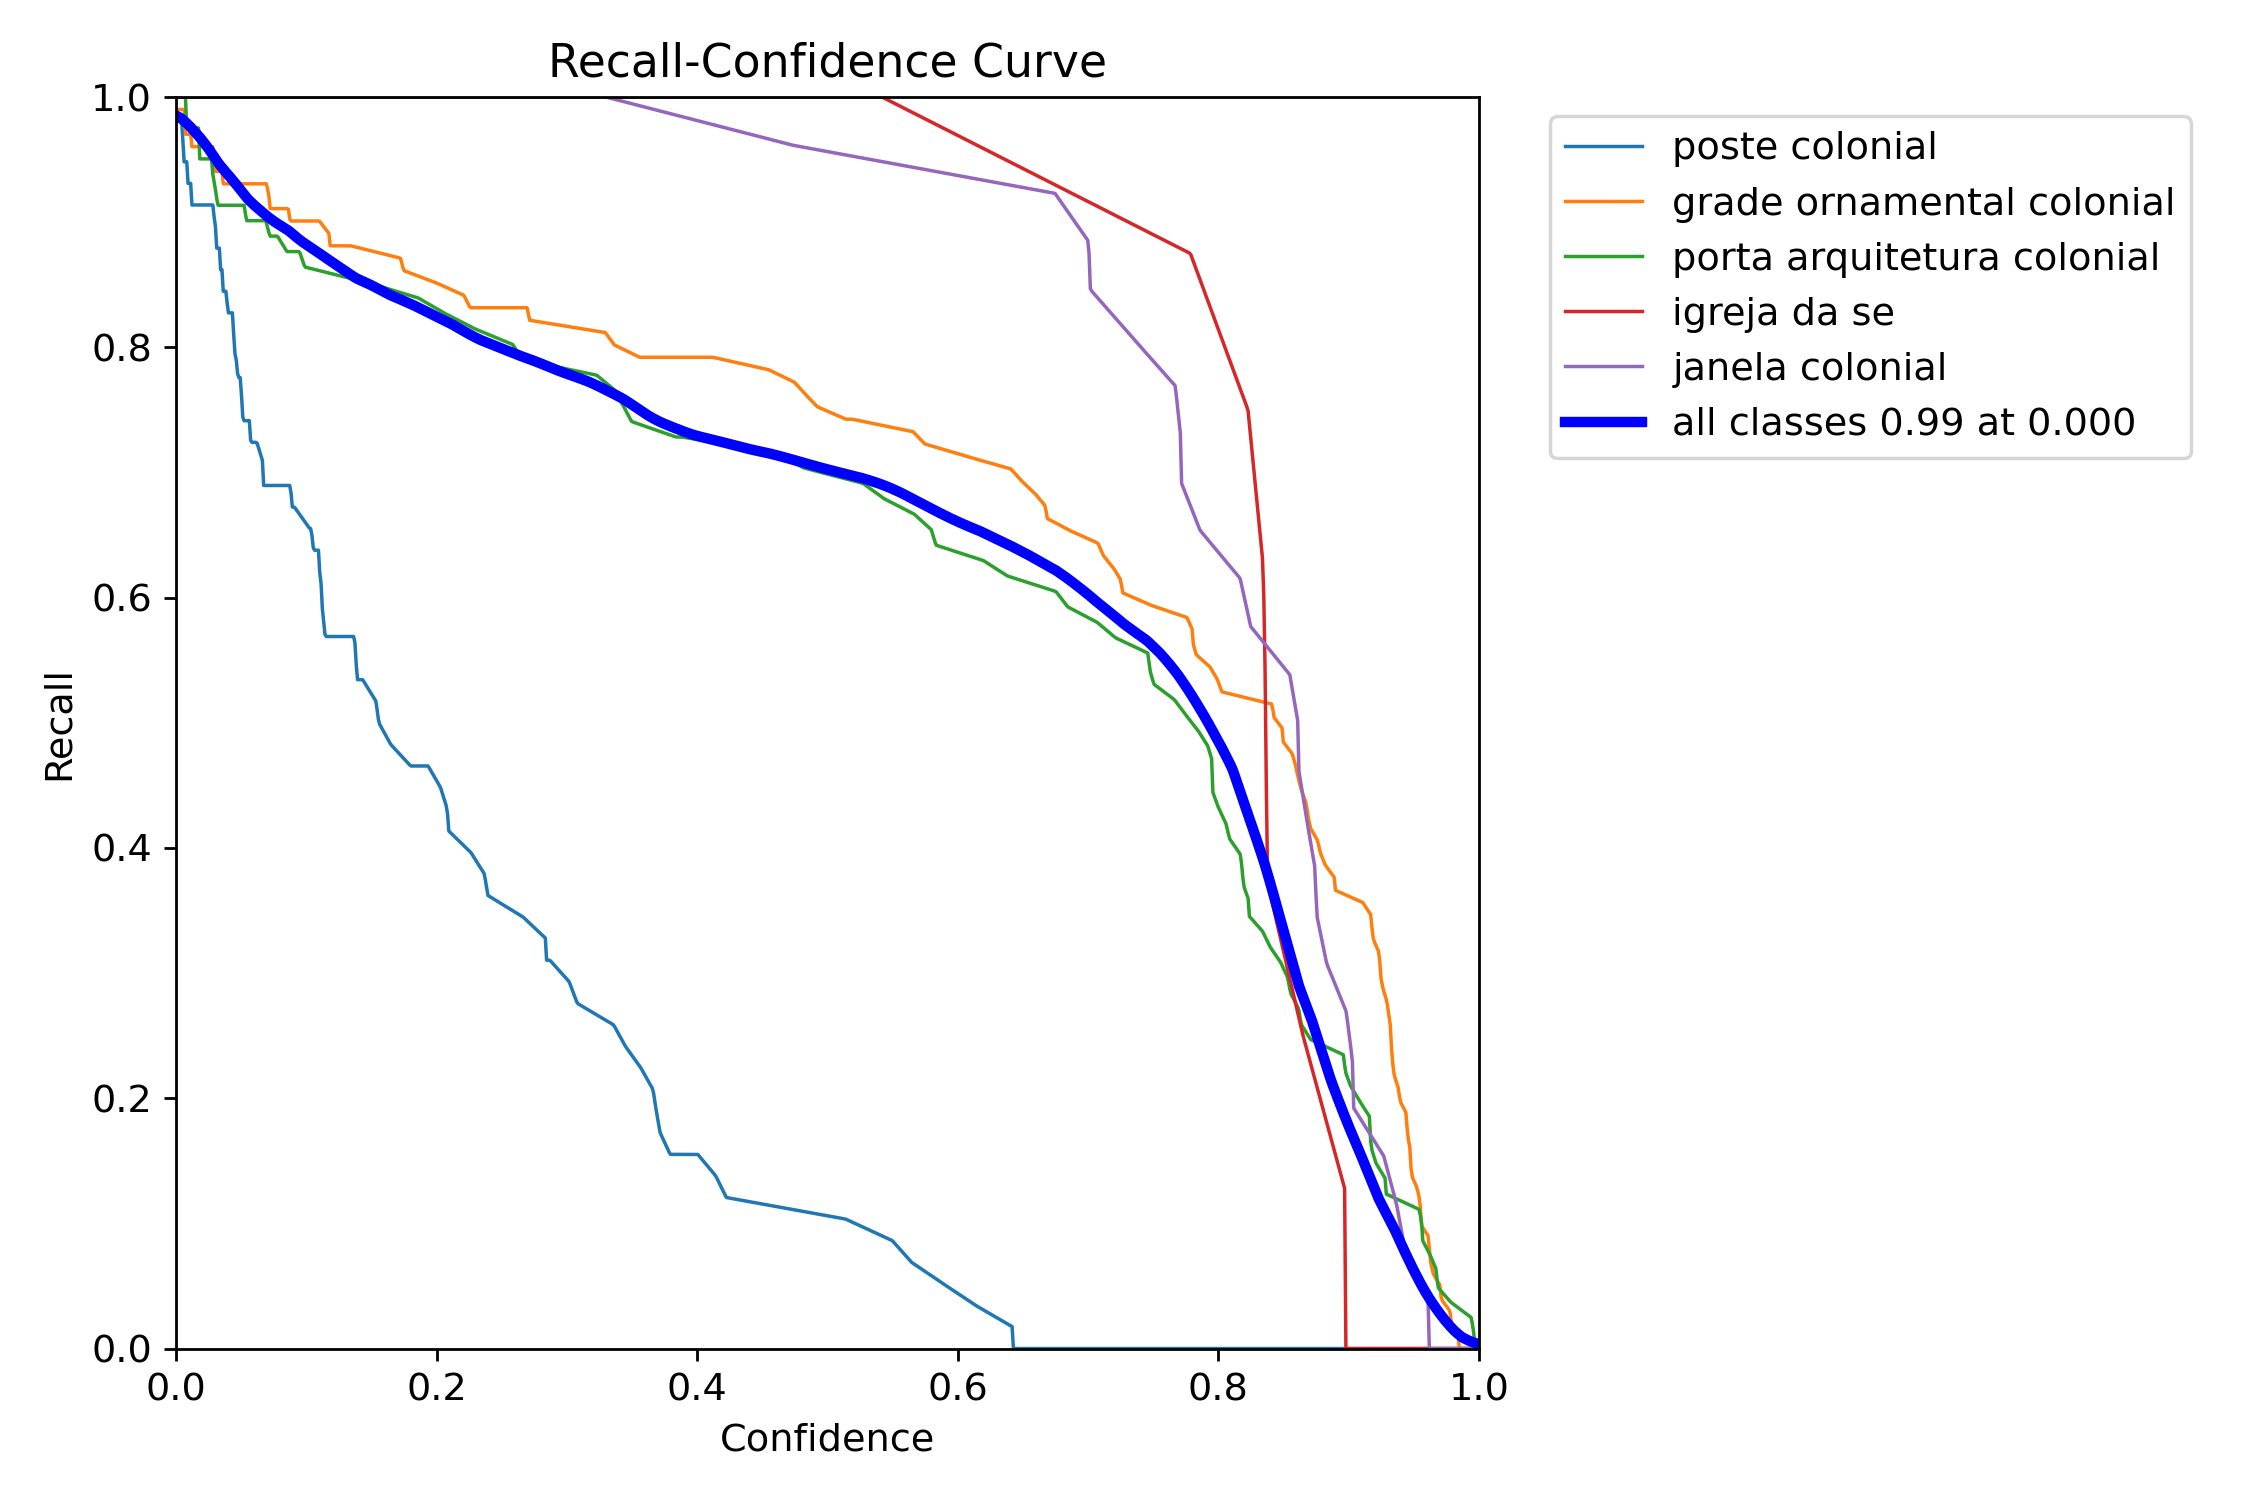 Recall-Confidence Curve
1.0
0.8
0.6
0.4
0.2
0.0
Recall
0.0 0.2 0.4 0.6 0.8 1.0
Confidence
poste colonial
grade ornamental colonial
porta arquitetura colonial
igreja da se
janela colonial
all classes 0.99 at 0.000